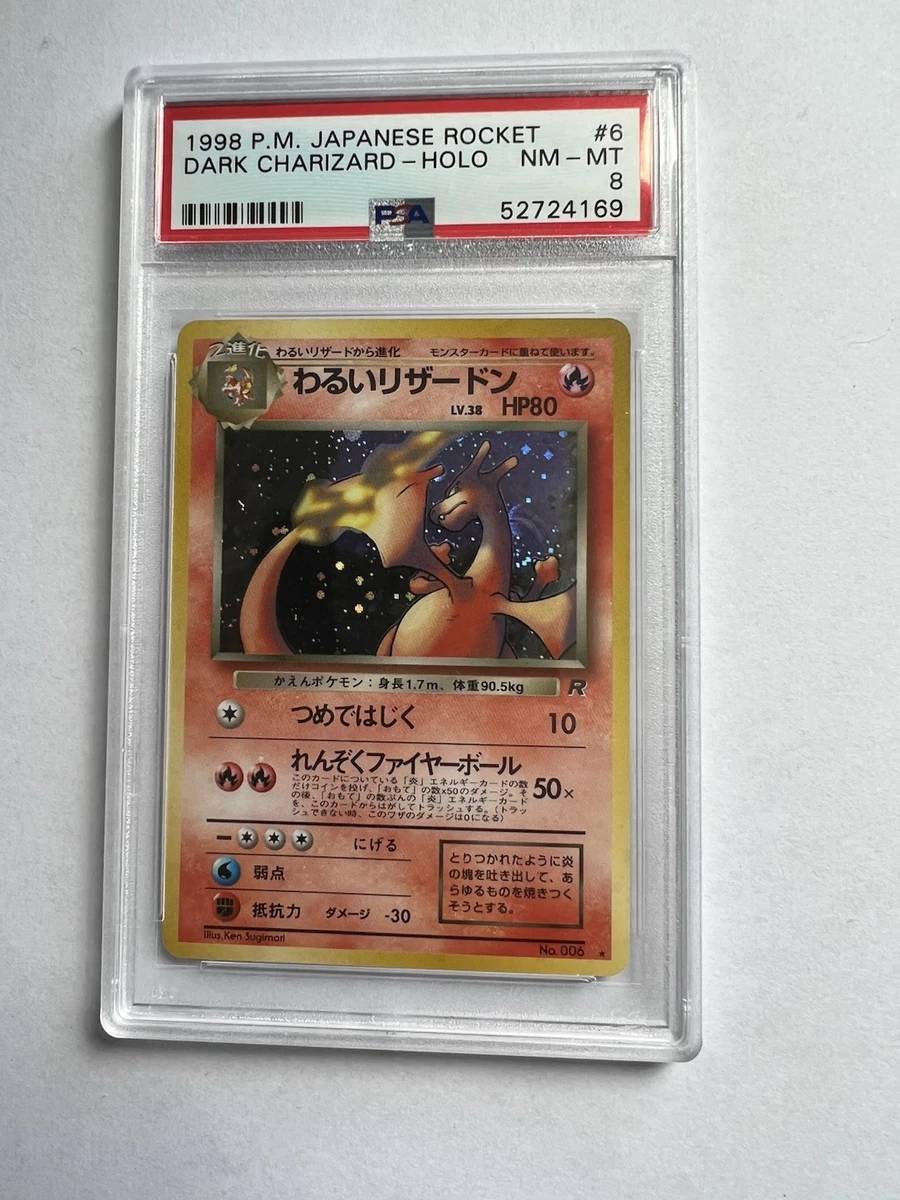 1998 P.M. JAPANESE ROCKET #6
DARK CHARIZARD - HOLO NM - MT
8
PSA 52724169
2進化 わるいリザードから進化 モンスターカードに重ねて使います。
わるいリザードン
LV.38 HP80
かえんポケモン：身長1.7m、体重90.5kg R
つめではじく 10
れんぞくファイヤーボール
このカードについている「炎」エネルギーカードの数
だけコインを投げ、「おもて」の数×50のダメージ。そ
の後、「おもて」の数ぶんの「炎」エネルギーカード
を、このカードからはがしてトラッシュする。（トラッ
シュできない時、このワザのダメージは0になる）
50×
にげる
弱点
抵抗力 ダメージ -30
とりつかれたように炎
の塊を吐き出して、あ
らゆるものを焼きつく
そうとする。
Illus.Ken Sugimori
No. 006 ★